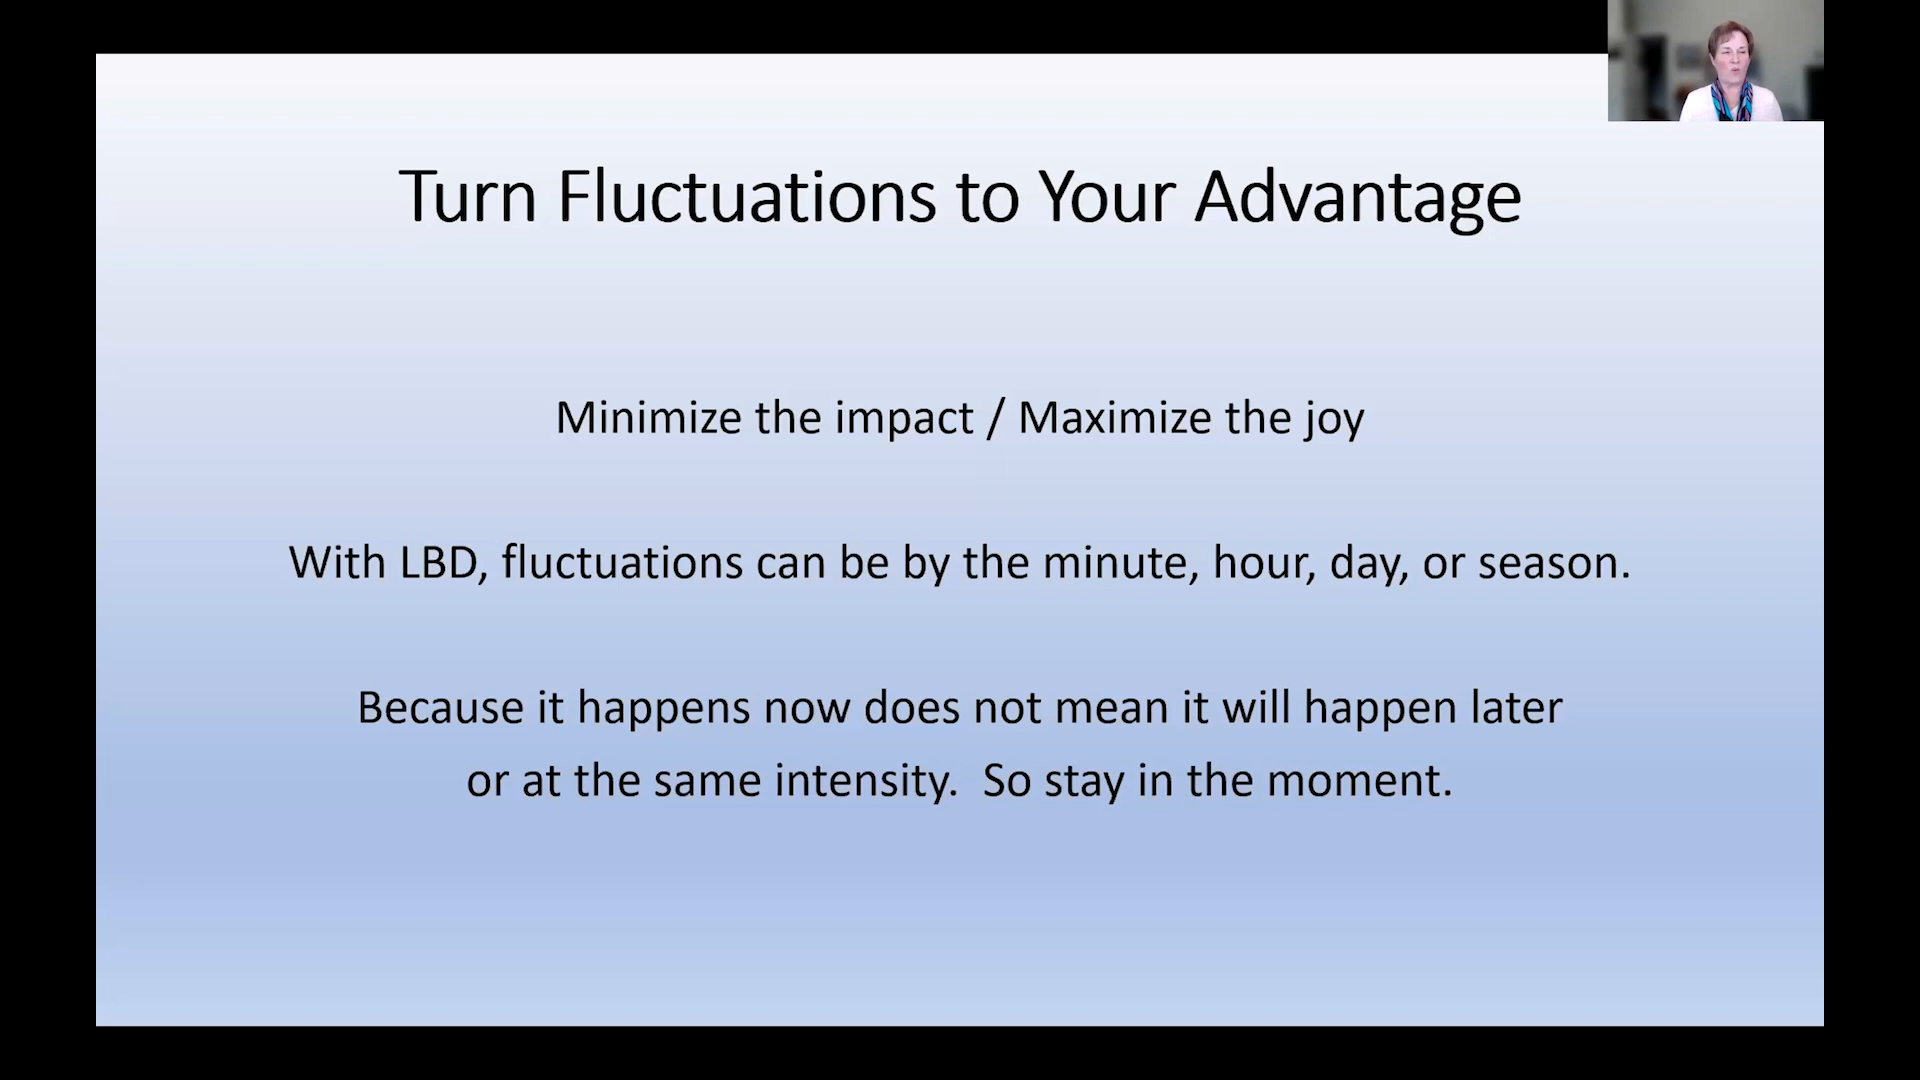 Turn Fluctuations to Your Advantage
Minimize the impact / Maximize the joy
With LBD, fluctuations can be by the minute, hour, day, or season.
Because it happens now does not mean it will happen later
or at the same intensity.  So stay in the moment.